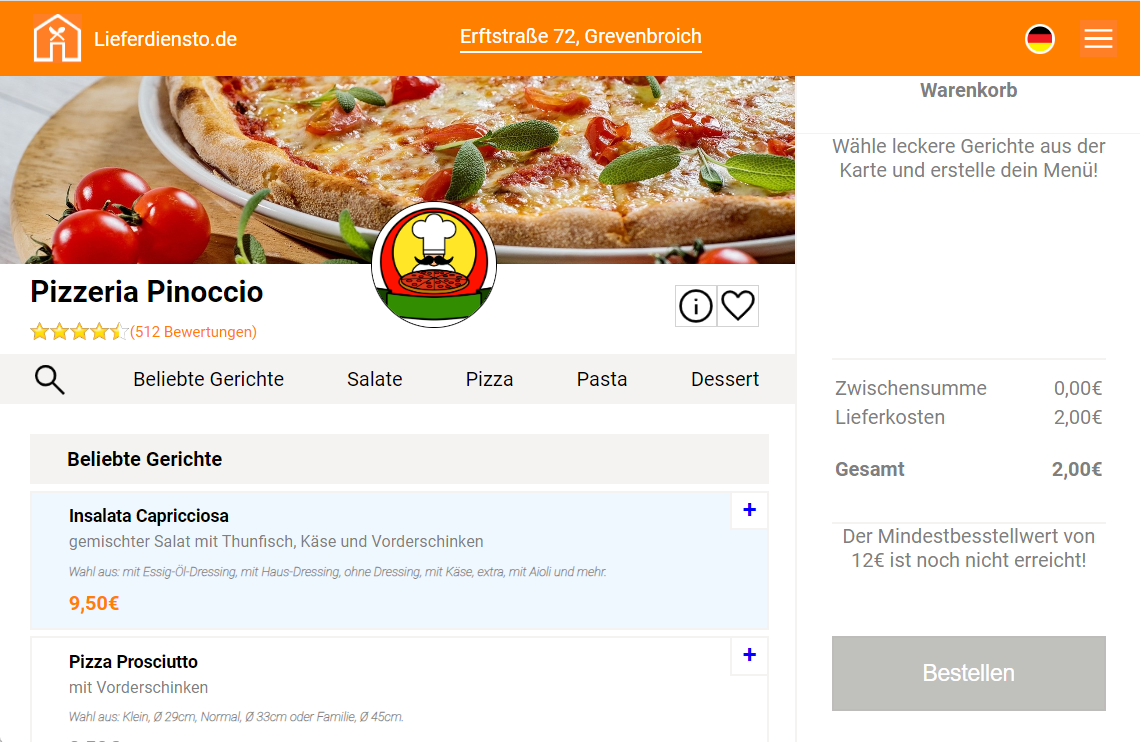 Lieferdiensto.de
Erftstraße 72, Grevenbroich
Pizzeria Pinoccio
(512 Bewertungen)
Beliebte Gerichte
Salate
Pizza
Pasta
Dessert
Beliebte Gerichte
Insalata Capricciosa
+
gemischter Salat mit Thunfisch, Käse und Vorderschinken
Wahl aus: mit Essig-Öl-Dressing, mit Haus-Dressing, ohne Dressing, mit Käse, extra, mit Aioli und mehr.
9,50€
Pizza Prosciutto
+
mit Vorderschinken
Wahl aus: Klein, Ø 29cm, Normal, Ø 33cm oder Familie, Ø 45cm.
Warenkorb
Wähle leckere Gerichte aus der
Karte und erstelle dein Menü!
Zwischensumme 0,00€
Lieferkosten 2,00€
Gesamt 2,00€
Der Mindestbesstellwert von
12€ ist noch nicht erreicht!
Bestellen